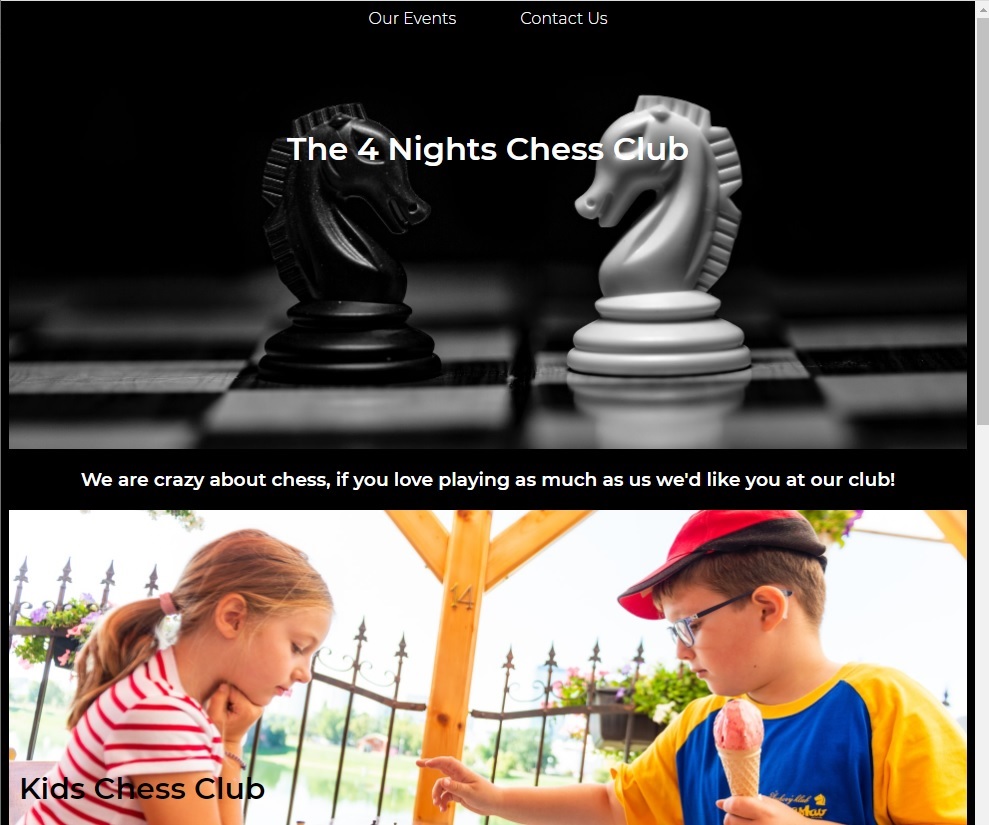 Our Events Contact Us
The 4 Nights Chess Club
We are crazy about chess, if you love playing as much as us we'd like you at our club!
14
Kids Chess Club